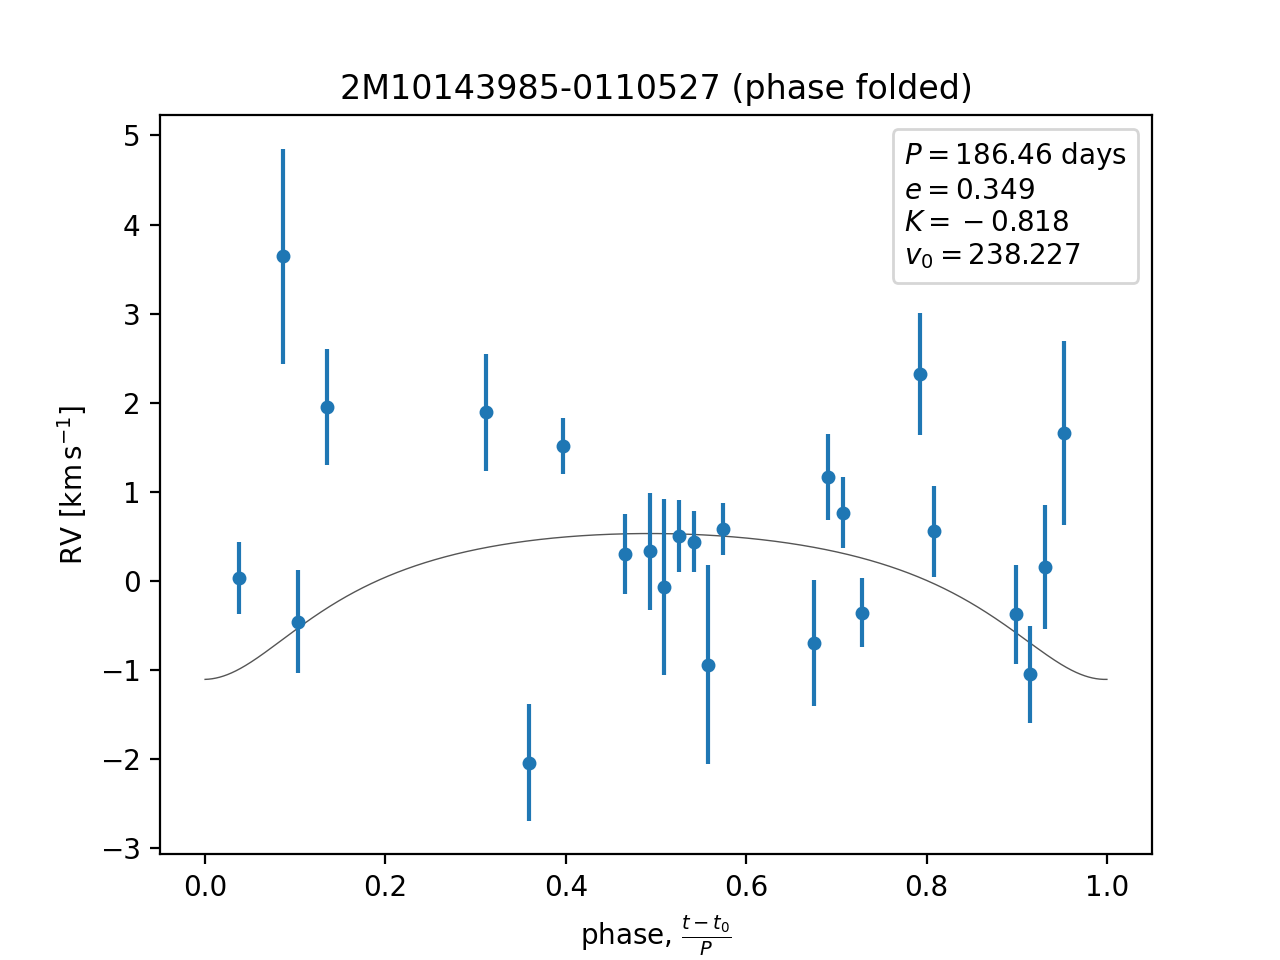 2M10143985-0110527 (phase folded)
P = 186.46 days
e = 0.349
K = −0.818
v₀ = 238.227
RV [km s⁻¹]
5
4
3
2
1
0
−1
−2
−3
0.0 0.2 0.4 0.6 0.8 1.0
phase, (t − t₀)/P